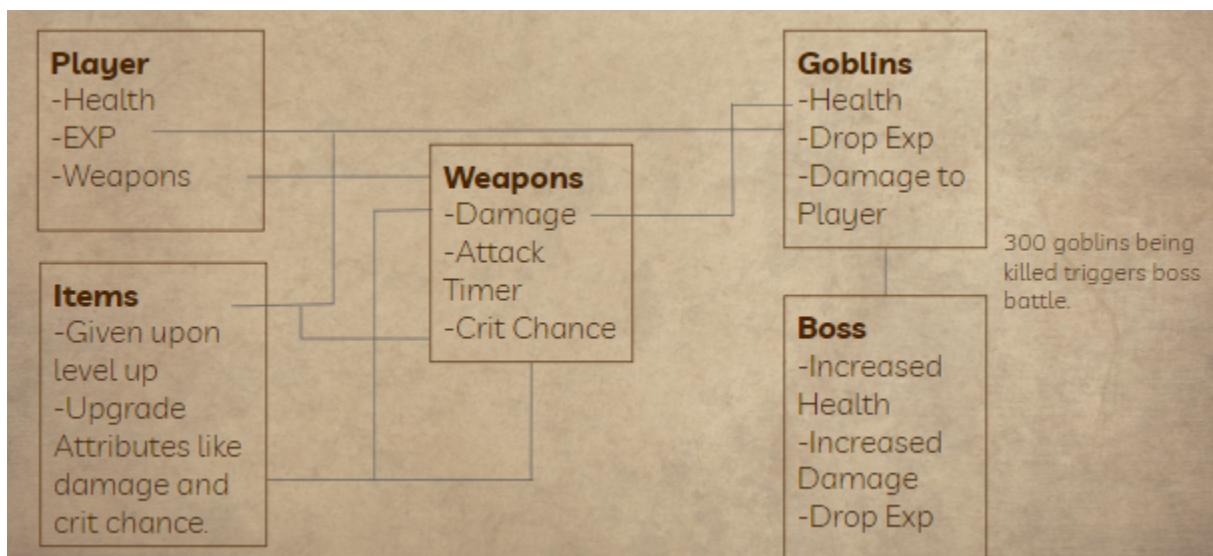 Player
-Health
-EXP
-Weapons
Items
-Given upon
level up
-Upgrade
Attributes like
damage and
crit chance.
Weapons
-Damage
-Attack
Timer
-Crit Chance
Goblins
-Health
-Drop Exp
-Damage to
Player
300 goblins being
killed triggers boss
battle.
Boss
-Increased
Health
-Increased
Damage
-Drop Exp